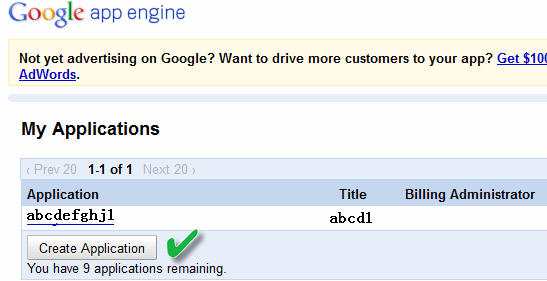 Google app engine
Not yet advertising on Google? Want to drive more customers to your app? Get $100
AdWords.
My Applications
‹ Prev 20 1-1 of 1 Next 20 ›
Application Title Billing Administrator
abcdefghj1 abcd1
Create Application
You have 9 applications remaining.